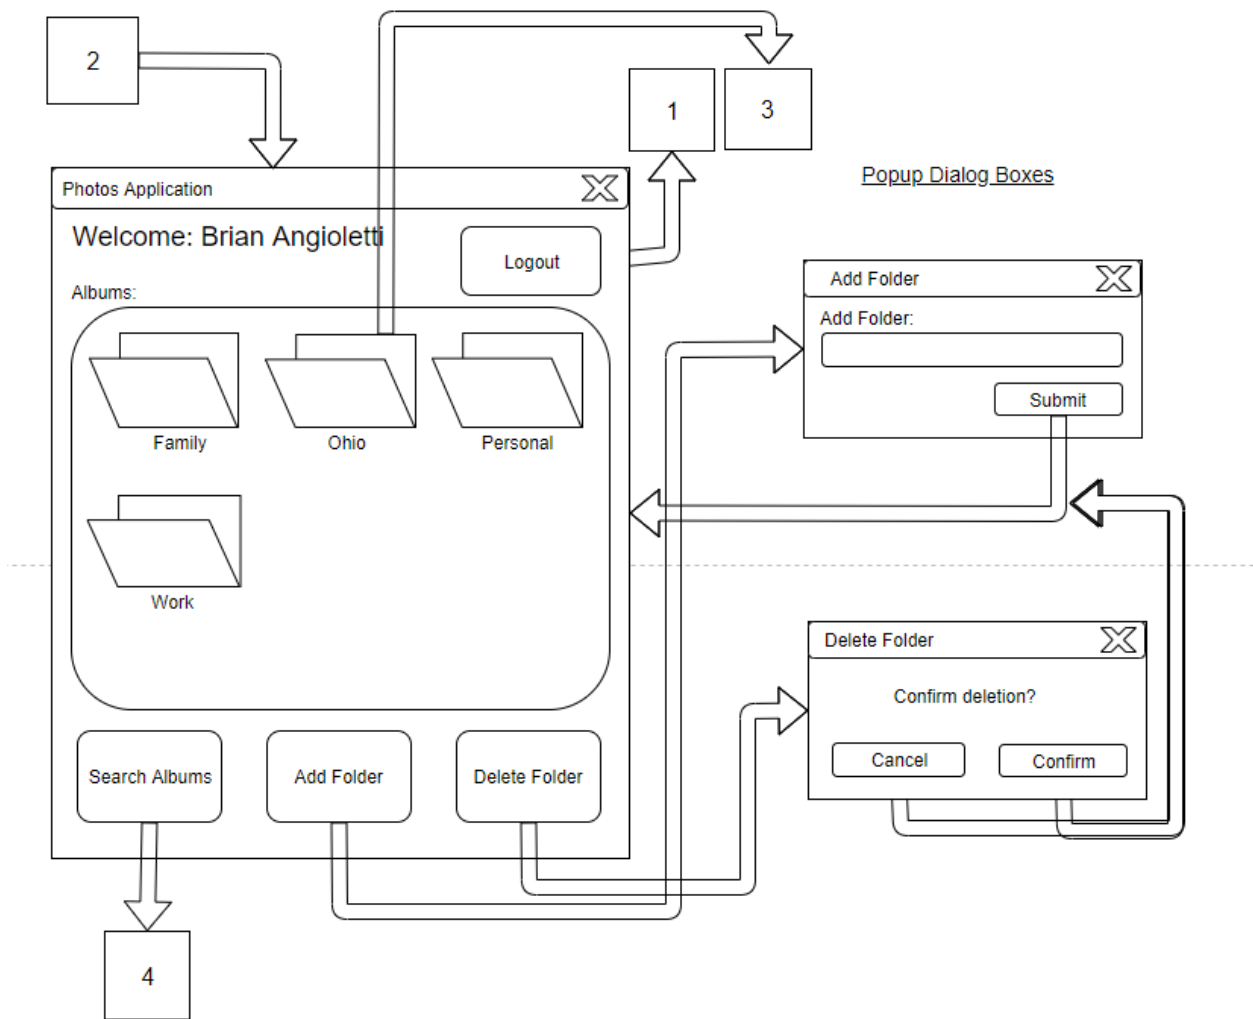 2
1
3
Popup Dialog Boxes
Photos Application
Welcome: Brian Angioletti
Logout
Albums:
Family
Ohio
Personal
Work
Search Albums
Add Folder
Delete Folder
4
Add Folder
Add Folder:
Submit
Delete Folder
Confirm deletion?
Cancel
Confirm